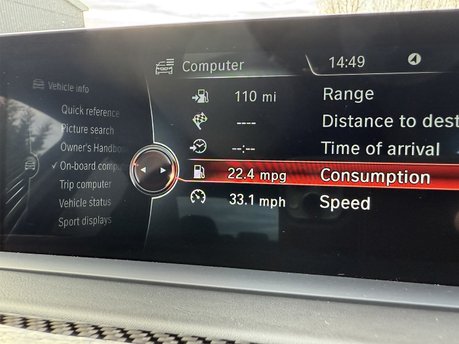 Computer
14:49
Vehicle info
Quick reference
Picture search
Owner's Handbo
✓ On-board comp
Trip computer
Vehicle status
Sport displays
110 mi Range
---- Distance to dest
--:-- Time of arrival
22.4 mpg Consumption
33.1 mph Speed